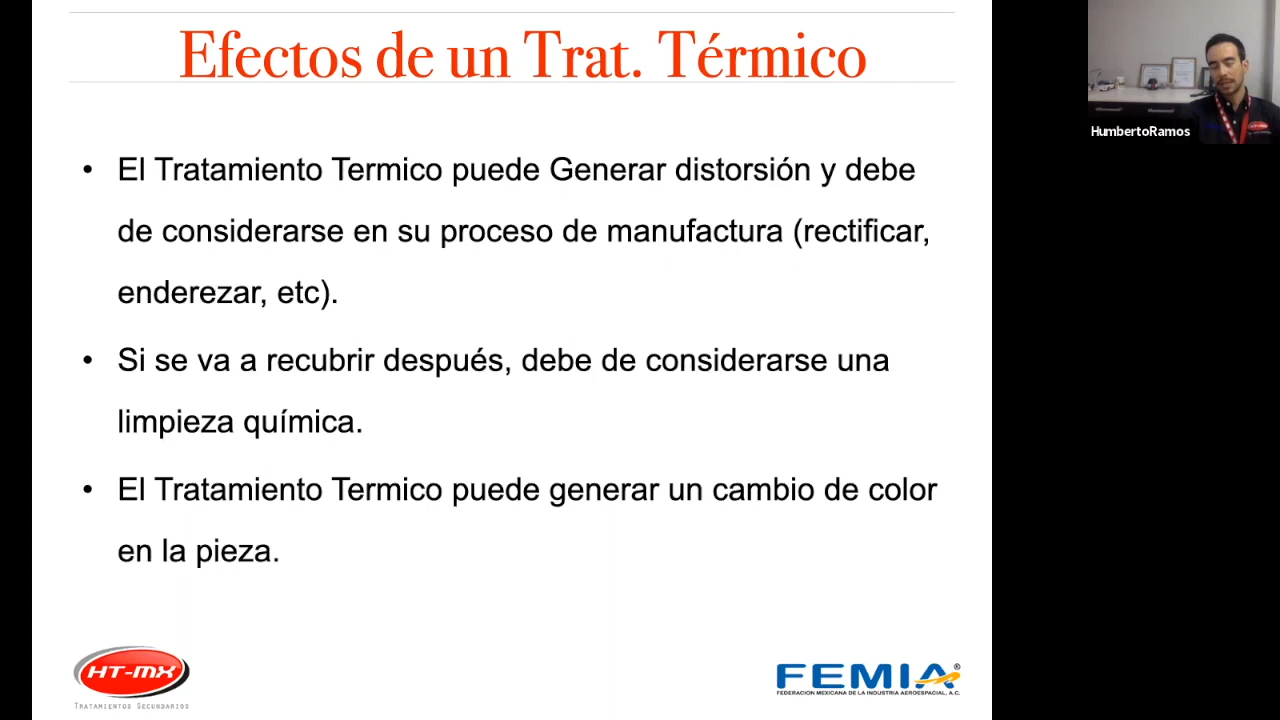 Efectos de un Trat. Térmico
HumbertoRamos
• El Tratamiento Termico puede Generar distorsión y debe
de considerarse en su proceso de manufactura (rectificar,
enderezar, etc).
• Si se va a recubrir después, debe de considerarse una
limpieza química.
• El Tratamiento Termico puede generar un cambio de color
en la pieza.
HT-MX
TRATAMIENTOS SECUNDARIOS
FEMIA®
FEDERACIÓN MEXICANA DE LA INDUSTRIA AEROESPACIAL, A.C.